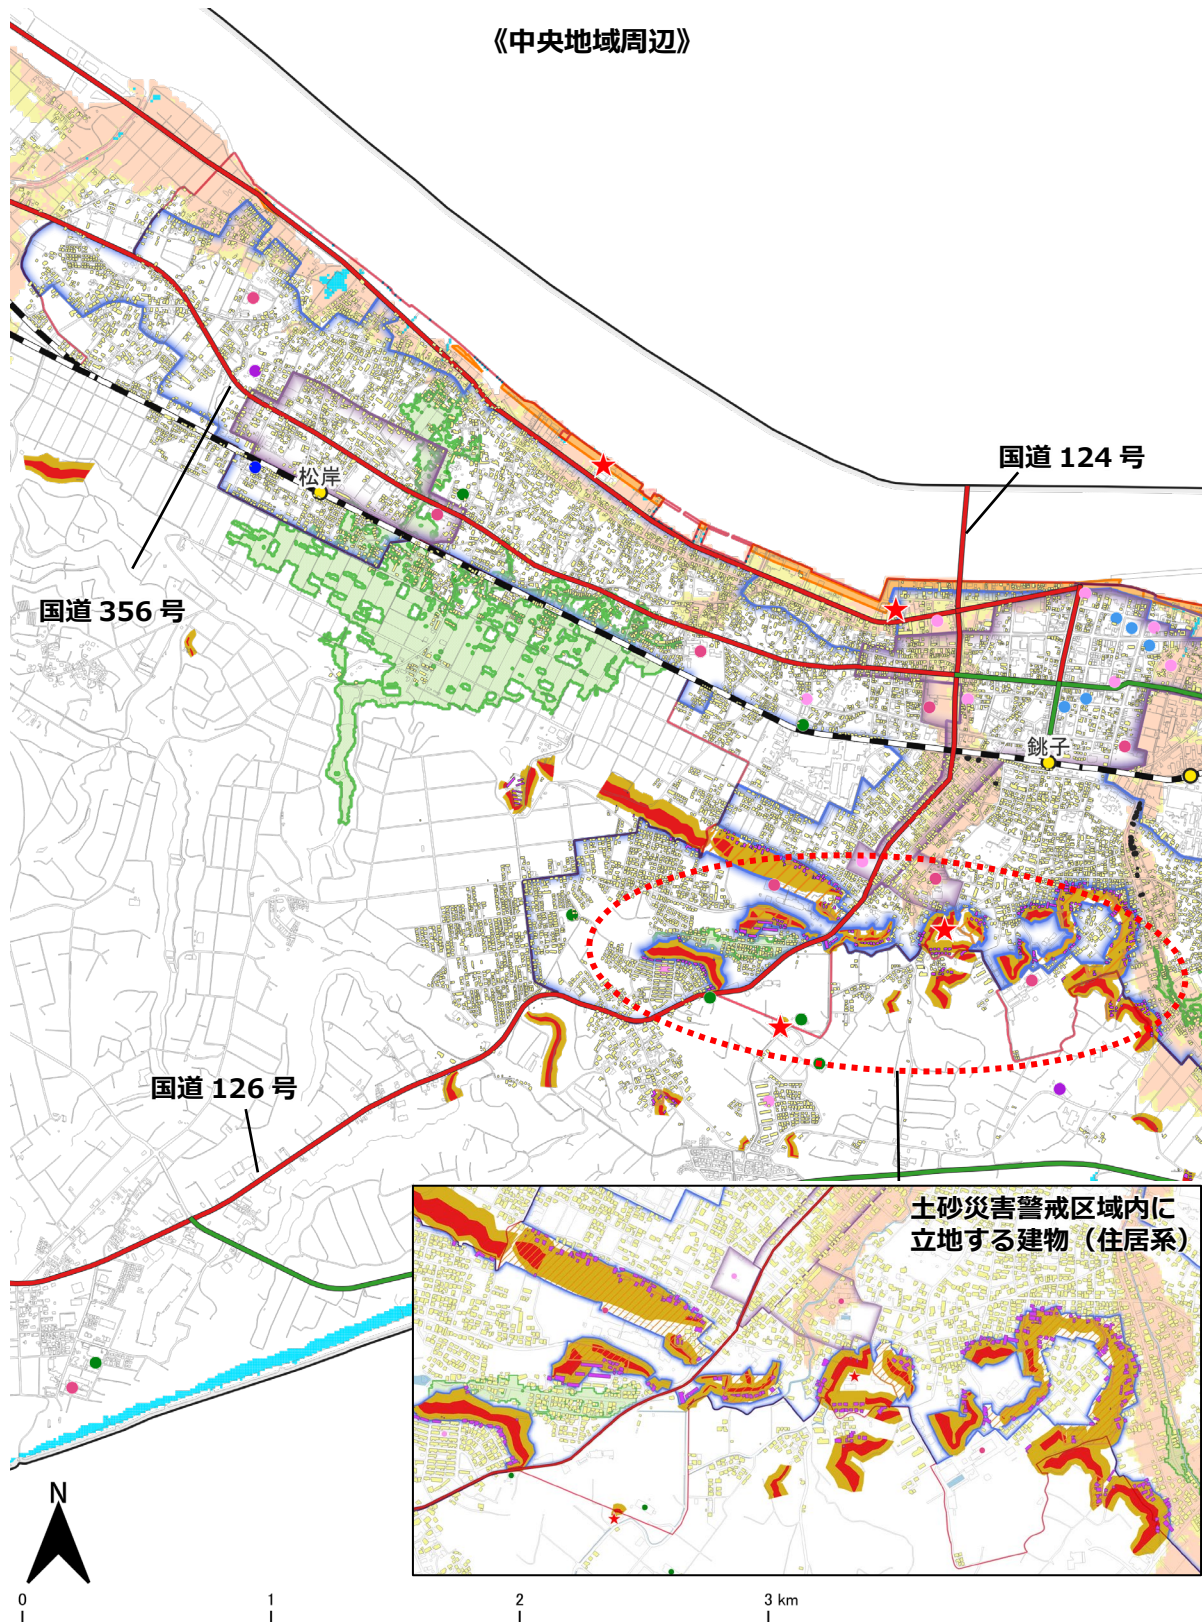 《中央地域周辺》
国道 124 号
松岸
国道 356 号
銚子
国道 126 号
土砂災害警戒区域内に
立地する建物（住居系）
N
0 1 2 3 km